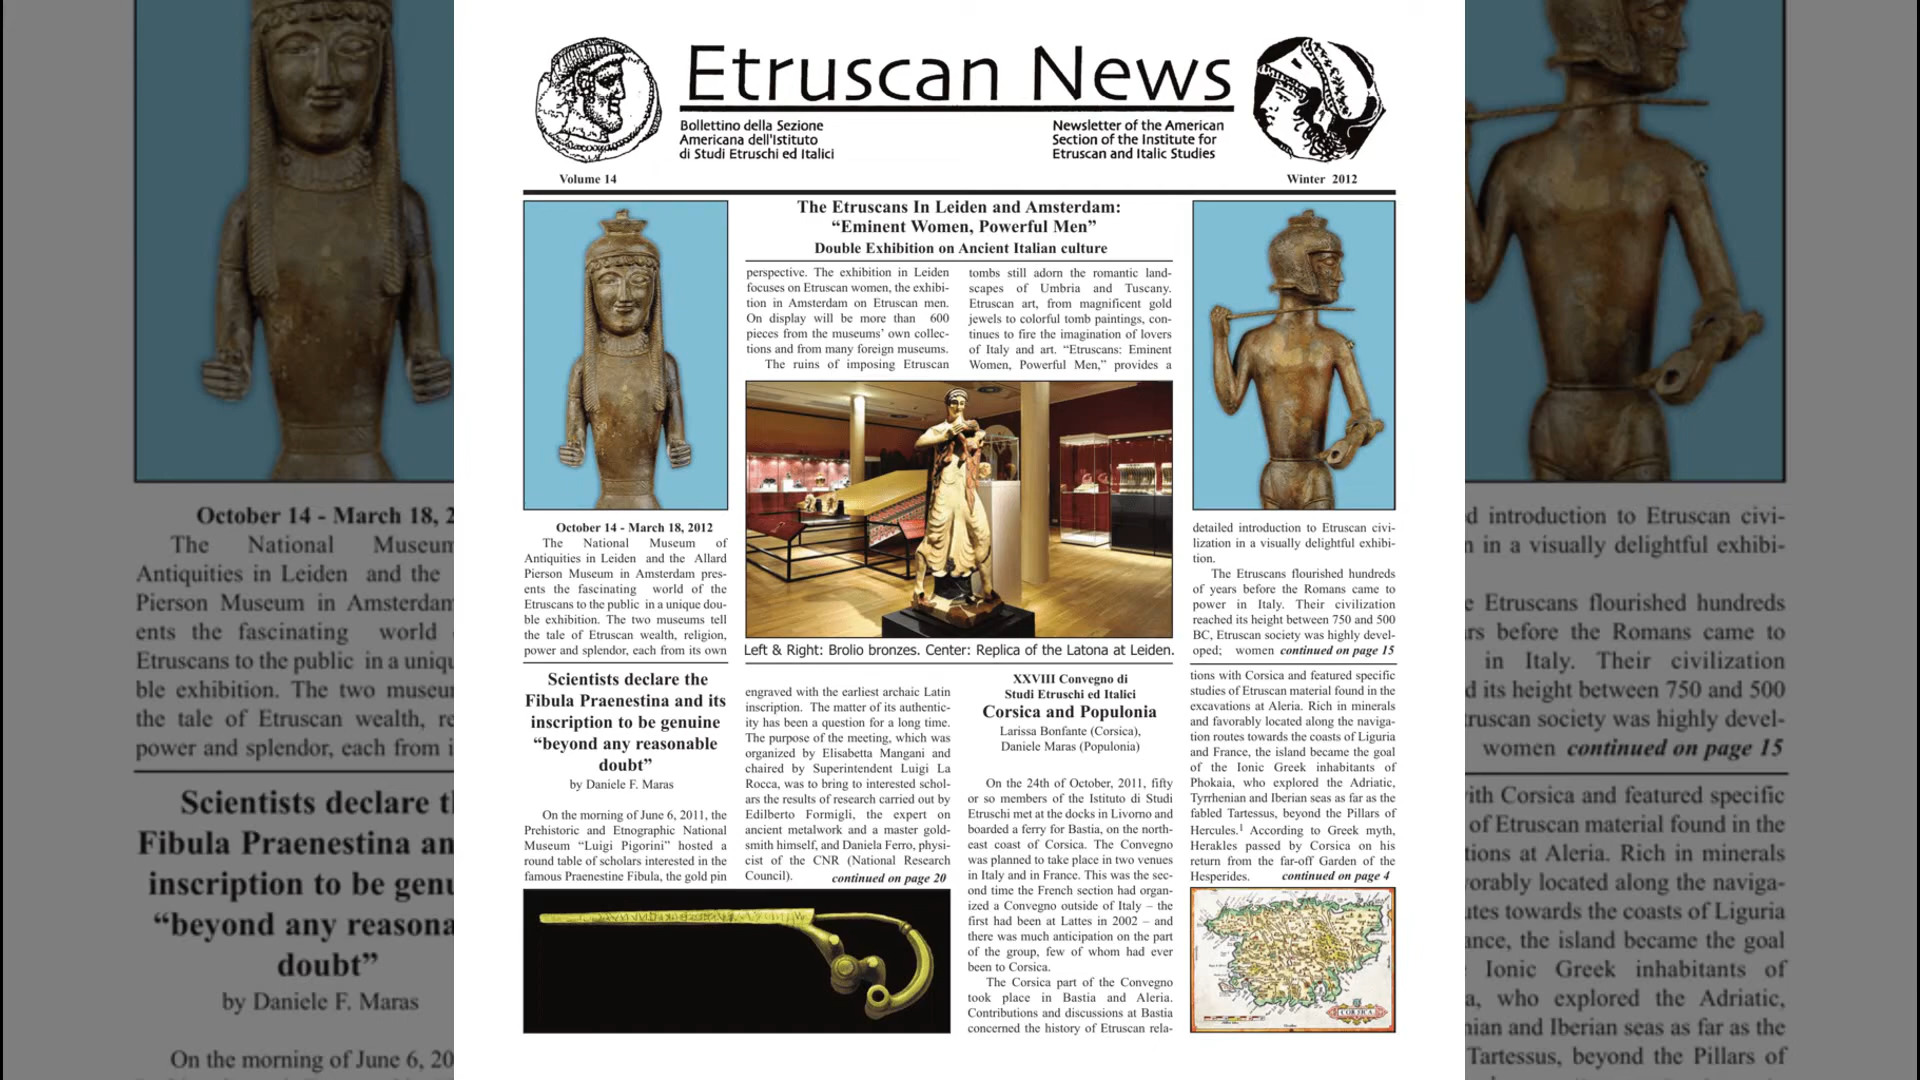 Etruscan News
Bollettino della Sezione
Americana dell'Istituto
di Studi Etruschi ed Italici
Newsletter of the American
Section of the Institute for
Etruscan and Italic Studies
Volume 14
Winter 2012
The Etruscans In Leiden and Amsterdam:
“Eminent Women, Powerful Men”
Double Exhibition on Ancient Italian culture
October 14 - March 18, 2012
The National Museum of
Antiquities in Leiden and the Allard
Pierson Museum in Amsterdam pres-
ents the fascinating world of the
Etruscans to the public in a unique dou-
ble exhibition. The two museums tell
the tale of Etruscan wealth, religion,
power and splendor, each from its own
perspective. The exhibition in Leiden
focuses on Etruscan women, the exhibi-
tion in Amsterdam on Etruscan men.
On display will be more than 600
pieces from the museums’ own collec-
tions and from many foreign museums.
The ruins of imposing Etruscan
tombs still adorn the romantic land-
scapes of Umbria and Tuscany.
Etruscan art, from magnificent gold
jewels to colorful tomb paintings, con-
tinues to fire the imagination of lovers
of Italy and art. “Etruscans: Eminent
Women, Powerful Men,” provides a
detailed introduction to Etruscan civi-
lization in a visually delightful exhibi-
tion.
The Etruscans flourished hundreds
of years before the Romans came to
power in Italy. Their civilization
reached its height between 750 and 500
BC, Etruscan society was highly devel-
oped; women continued on page 15
Left & Right: Brolio bronzes. Center: Replica of the Latona at Leiden.
Scientists declare the
Fibula Praenestina and its
inscription to be genuine
“beyond any reasonable
doubt”
by Daniele F. Maras
On the morning of June 6, 2011, the
Prehistoric and Etnographic National
Museum “Luigi Pigorini” hosted a
round table of scholars interested in the
famous Praenestine Fibula, the gold pin
engraved with the earliest archaic Latin
inscription. The matter of its authentic-
ity has been a question for a long time.
The purpose of the meeting, which was
organized by Elisabetta Mangani and
chaired by Superintendent Luigi La
Rocca, was to bring to interested schol-
ars the results of research carried out by
Edilberto Formigli, the expert on
ancient metalwork and a master gold-
smith himself, and Daniela Ferro, physi-
cist of the CNR (National Research
Council). continued on page 20
XXVIII Convegno di
Studi Etruschi ed Italici
Corsica and Populonia
Larissa Bonfante (Corsica),
Daniele Maras (Populonia)
On the 24th of October, 2011, fifty
or so members of the Istituto di Studi
Etruschi met at the docks in Livorno and
boarded a ferry for Bastia, on the north-
east coast of Corsica. The Convegno
was planned to take place in two venues
in Italy and in France. This was the sec-
ond time the French section had organ-
ized a Convegno outside of Italy – the
first had been at Lattes in 2002 – and
there was much anticipation on the part
of the group, few of whom had ever
been to Corsica.
The Corsica part of the Convegno
took place in Bastia and Aleria.
Contributions and discussions at Bastia
concerned the history of Etruscan rela-
tions with Corsica and featured specific
studies of Etruscan material found in the
excavations at Aleria. Rich in minerals
and favorably located along the naviga-
tion routes towards the coasts of Liguria
and France, the island became the goal
of the Ionic Greek inhabitants of
Phokaia, who explored the Adriatic,
Tyrrhenian and Iberian seas as far as the
fabled Tartessus, beyond the Pillars of
Hercules.1 According to Greek myth,
Herakles passed by Corsica on his
return from the far-off Garden of the
Hesperides. continued on page 4
CORSICA